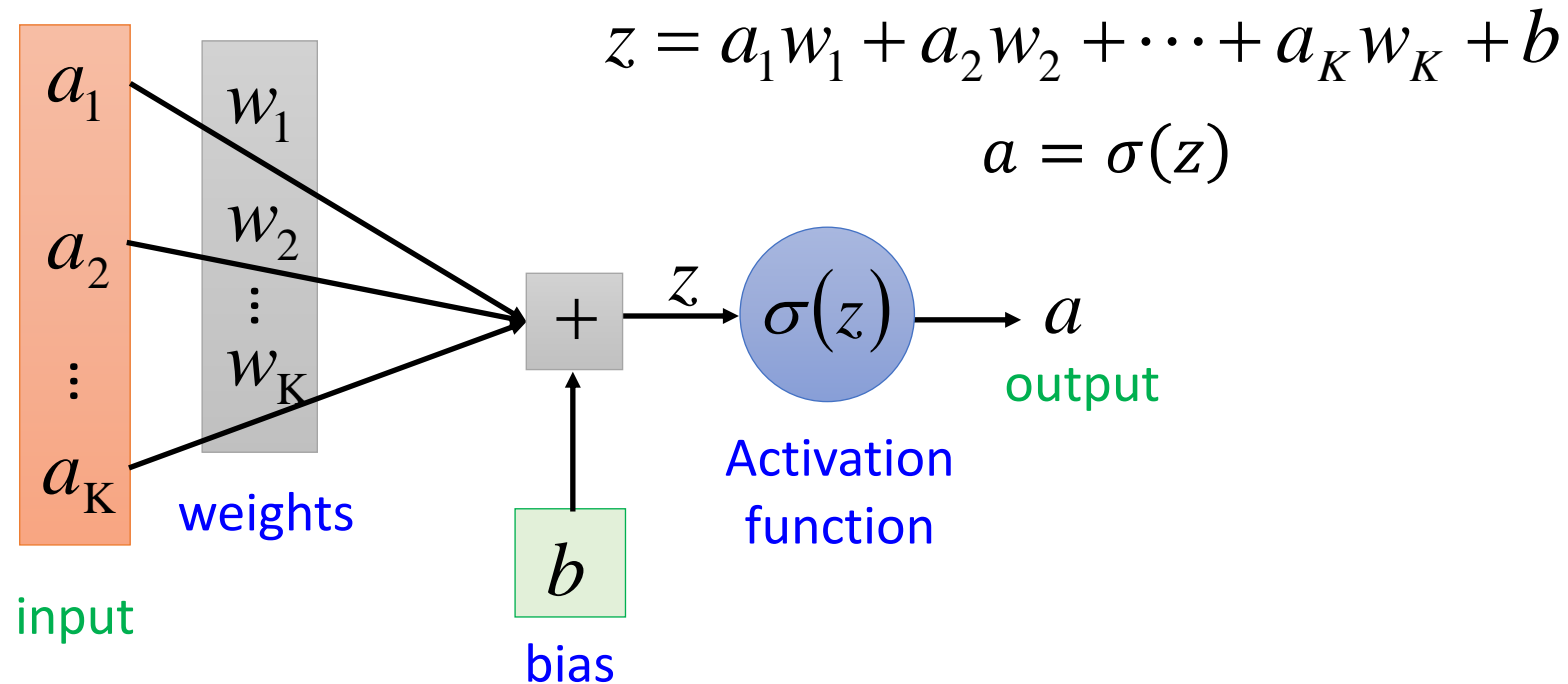 z = a₁w₁ + a₂w₂ + ⋯ + a_K w_K + b
a = σ(z)
a₁
a₂
⋮
a_K
input
w₁
w₂
⋮
w_K
weights
+
b
bias
z
σ(z)
Activation
function
a
output